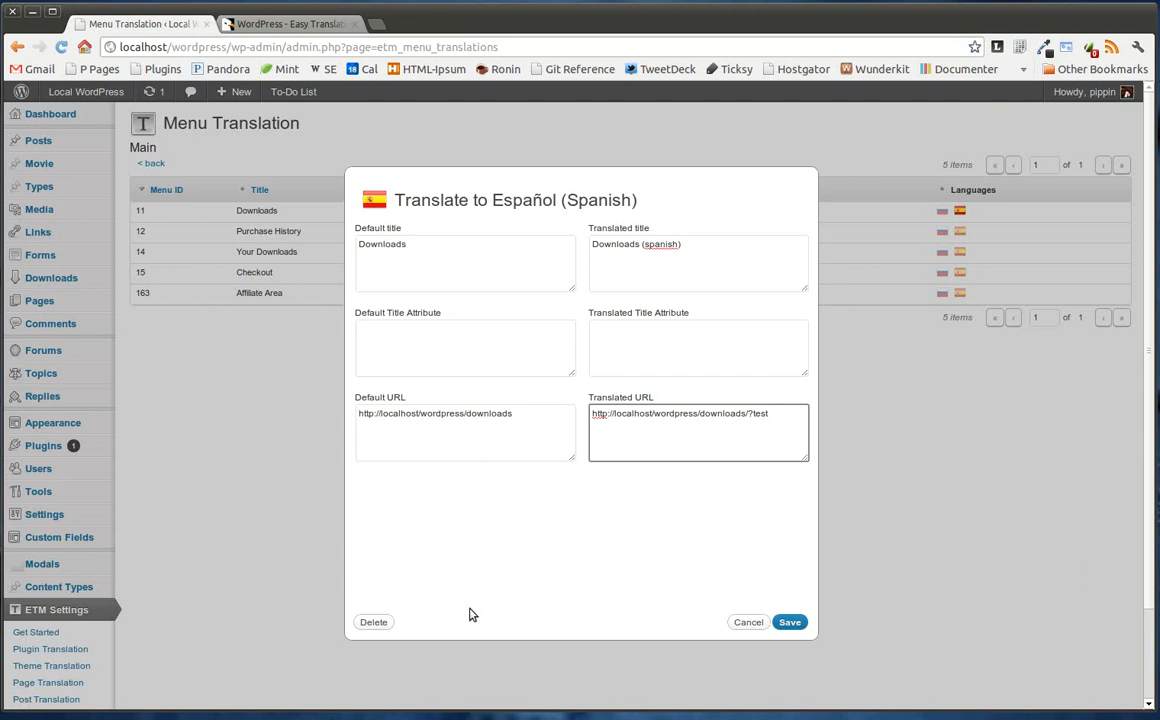 Menu Translation ‹ Local W
WordPress - Easy Translat
localhost/wordpress/wp-admin/admin.php?page=etm_menu_translations
Gmail P Pages Plugins Pandora Mint W SE 18 Cal HTML-Ipsum Ronin Git Reference TweetDeck Ticksy Hostgator Wunderkit Documenter Other Bookmarks
Local WordPress 1 + New To-Do List Howdy, pippin
Dashboard
Posts
Movie
Types
Media
Links
Forms
Downloads
Pages
Comments
Forums
Topics
Replies
Appearance
Plugins 1
Users
Tools
Settings
Custom Fields
Modals
Content Types
T ETM Settings
Get Started
Plugin Translation
Theme Translation
Page Translation
Post Translation
T Menu Translation
Main
< back
5 items « ‹ 1 of 1 › »
Menu ID Title Languages
11 Downloads
12 Purchase History
14 Your Downloads
15 Checkout
163 Affiliate Area
5 items « ‹ 1 of 1 › »
Translate to Español (Spanish)
Default title Translated title
Downloads Downloads (spanish)
Default Title Attribute Translated Title Attribute
Default URL Translated URL
http://localhost/wordpress/downloads http://localhost/wordpress/downloads/?test
Delete Cancel Save